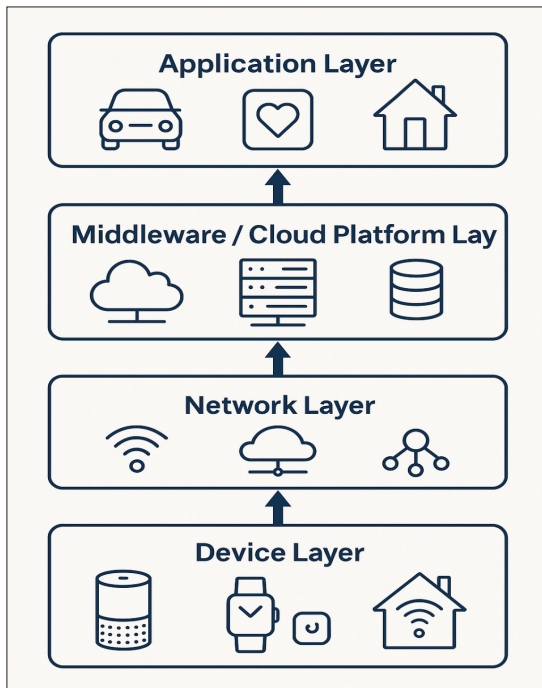 Application Layer
Middleware / Cloud Platform Lay
Network Layer
Device Layer